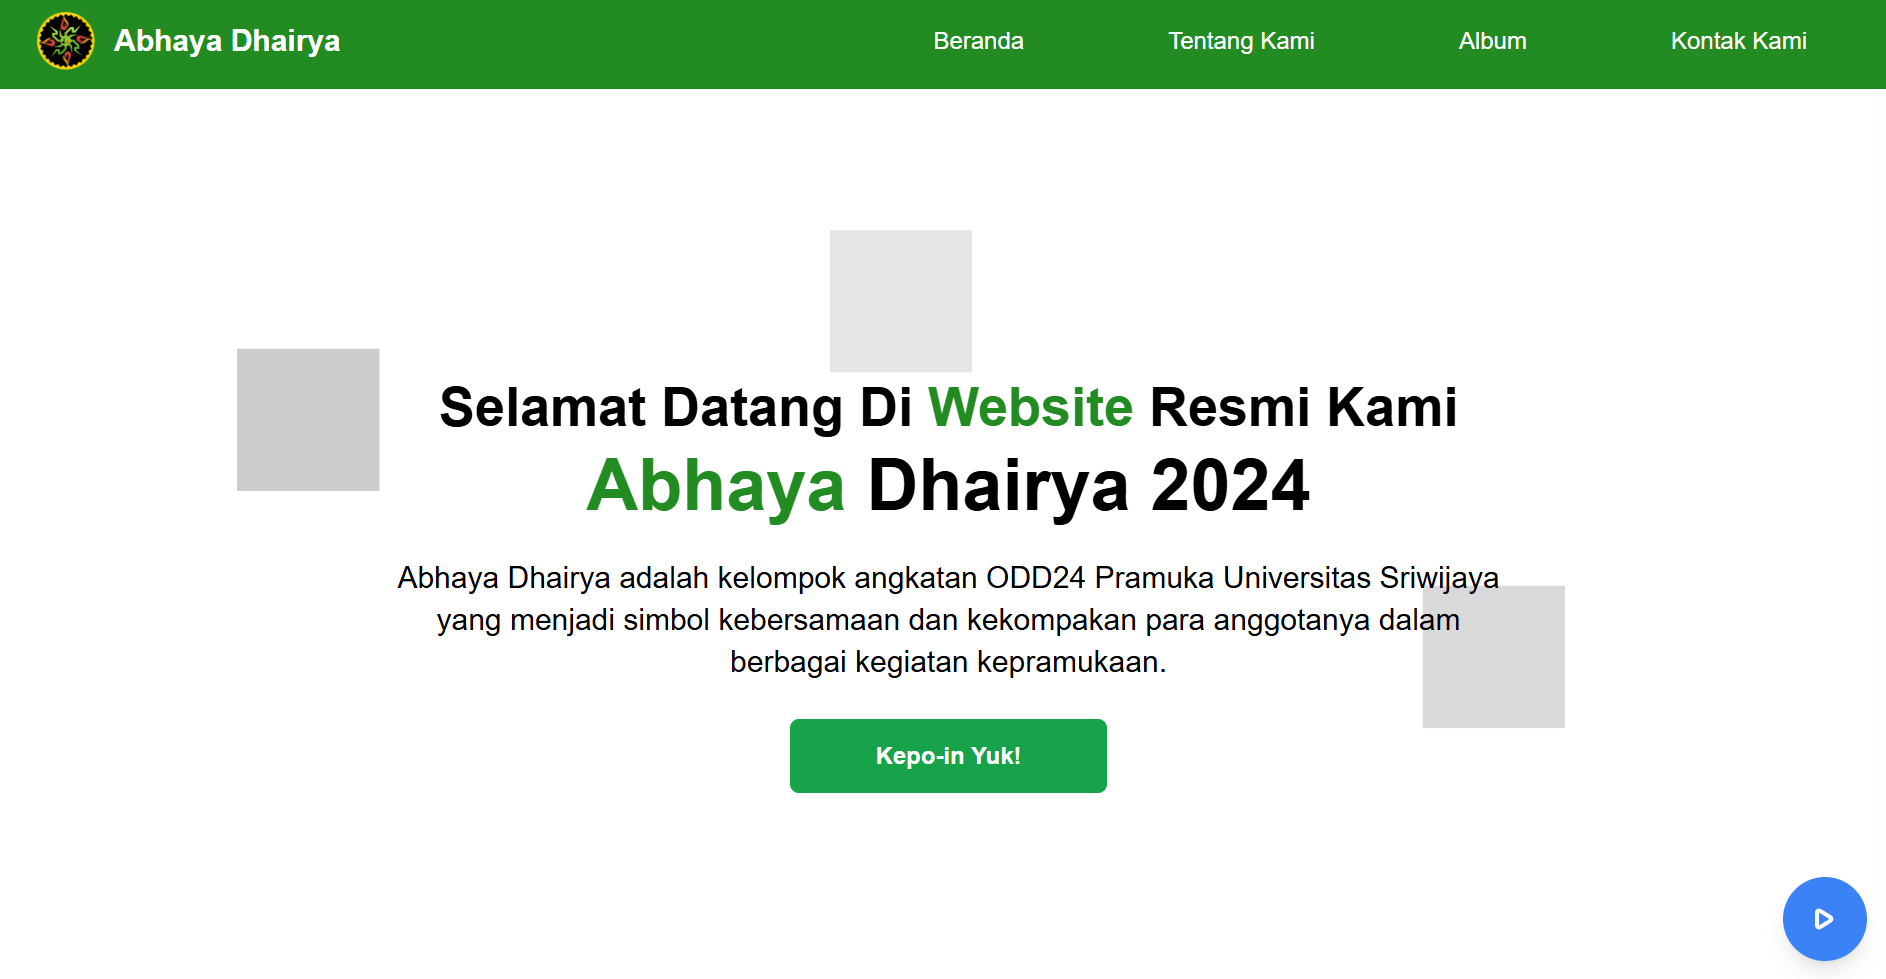 Abhaya Dhairya
Beranda
Tentang Kami
Album
Kontak Kami
Selamat Datang Di Website Resmi Kami
Abhaya Dhairya 2024
Abhaya Dhairya adalah kelompok angkatan ODD24 Pramuka Universitas Sriwijaya
yang menjadi simbol kebersamaan dan kekompakan para anggotanya dalam
berbagai kegiatan kepramukaan.
Kepo-in Yuk!